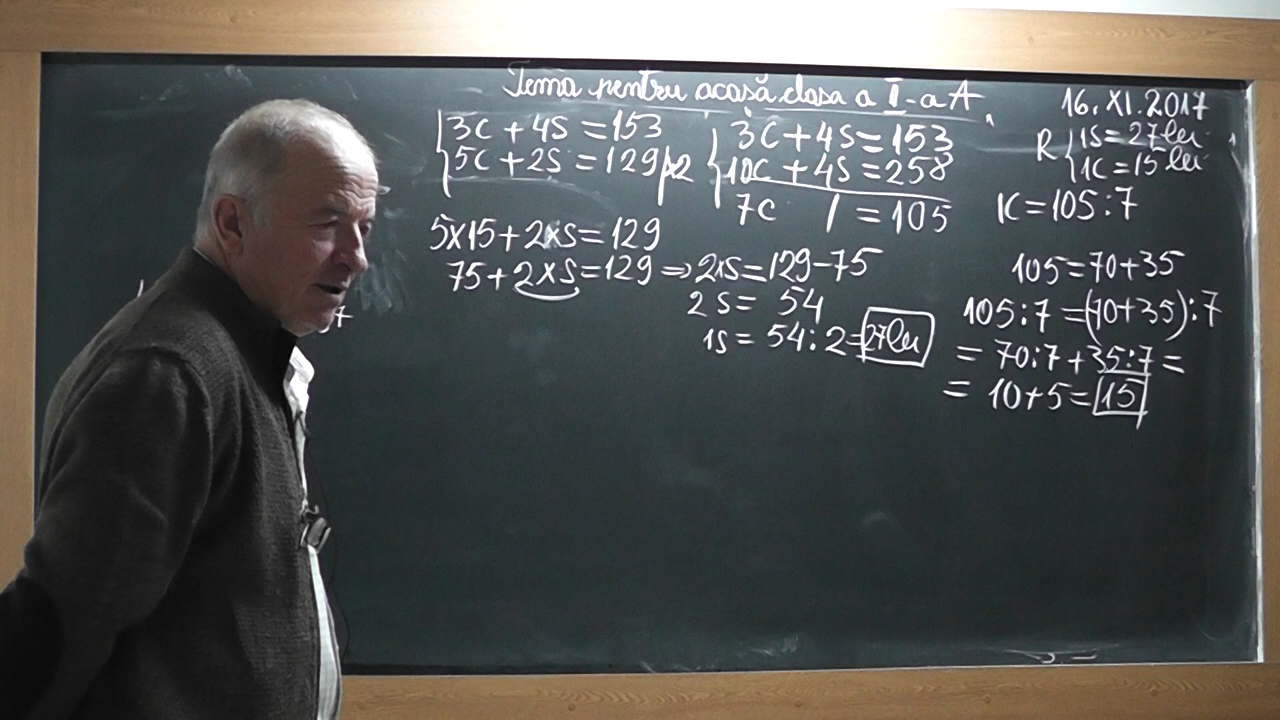 Tema pentru acasă clasa a I-a A
16.XI.2017
3C + 4S = 153
5C + 2S = 129 | x2
3C + 4S = 153
10C + 4S = 258
7C / = 105
R 1S = 27 lei
1C = 15 lei
1C = 105:7
5x15 + 2xS = 129
75 + 2xS = 129 ⇒ 2xS = 129-75
2S = 54
1S = 54:2 = 27 lei
105 = 70 + 35
105:7 = (70+35):7
= 70:7 + 35:7 =
= 10 + 5 = 15